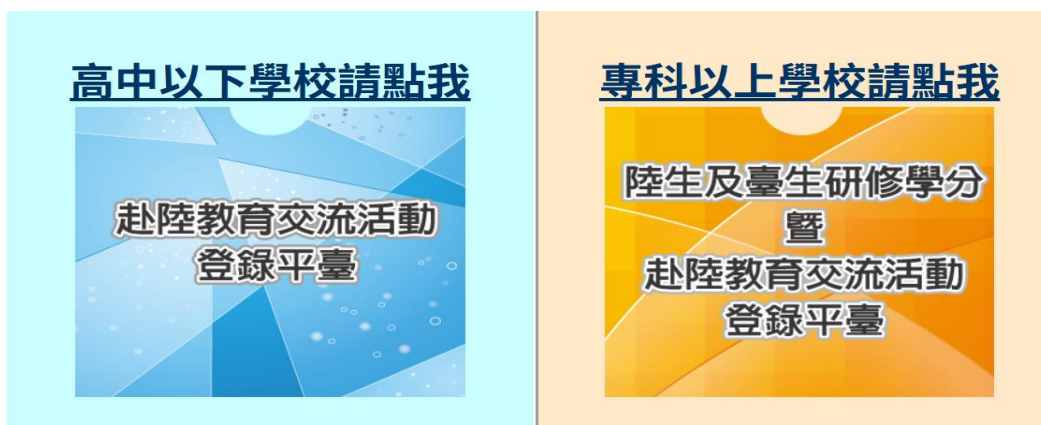 高中以下學校請點我
赴陸教育交流活動
登錄平臺
專科以上學校請點我
陸生及臺生研修學分
暨
赴陸教育交流活動
登錄平臺